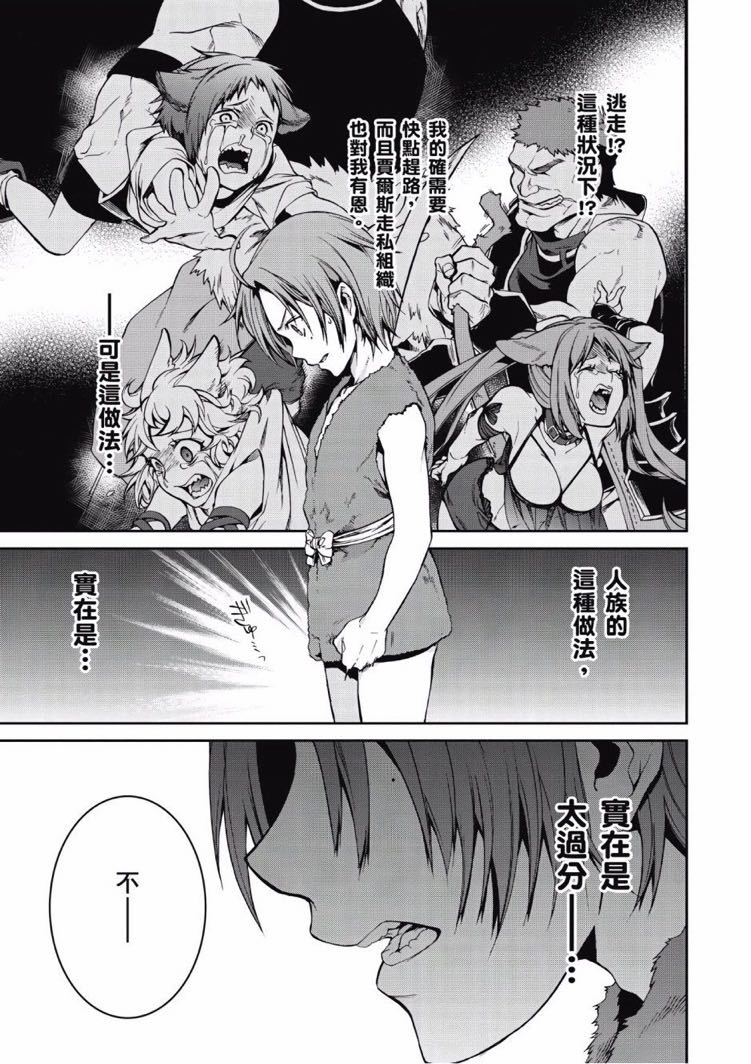 逃走!?
這種狀況下!?
我的確需要
快點趕路，
而且賈爾斯走私組織
也對我有恩。
——可是這做法…
人族的
這種做法，
實在是…
實在是
太過分——…
不——